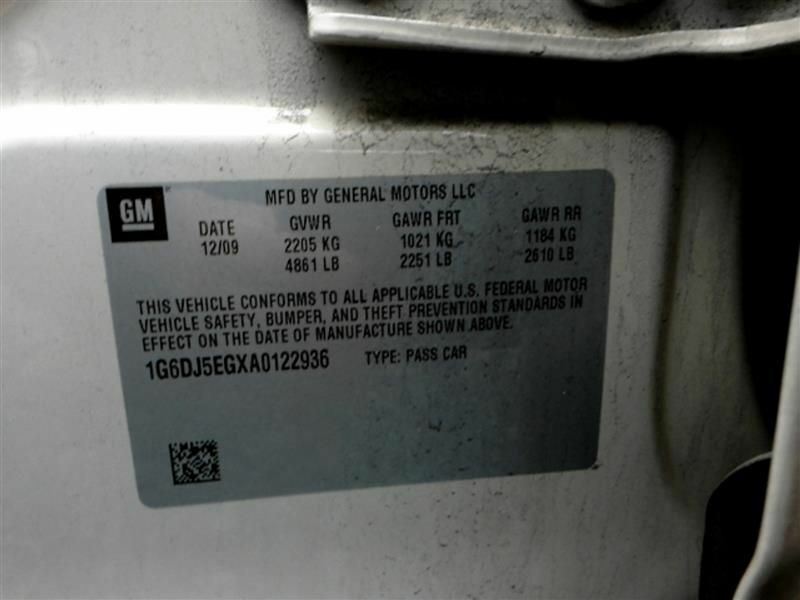 GM
MFD BY GENERAL MOTORS LLC
DATE GVWR GAWR FRT GAWR RR
12/09 2205 KG 1021 KG 1184 KG
4861 LB 2251 LB 2610 LB
THIS VEHICLE CONFORMS TO ALL APPLICABLE U.S. FEDERAL MOTOR
VEHICLE SAFETY, BUMPER, AND THEFT PREVENTION STANDARDS IN
EFFECT ON THE DATE OF MANUFACTURE SHOWN ABOVE.
1G6DJ5EGXA0122936 TYPE: PASS CAR